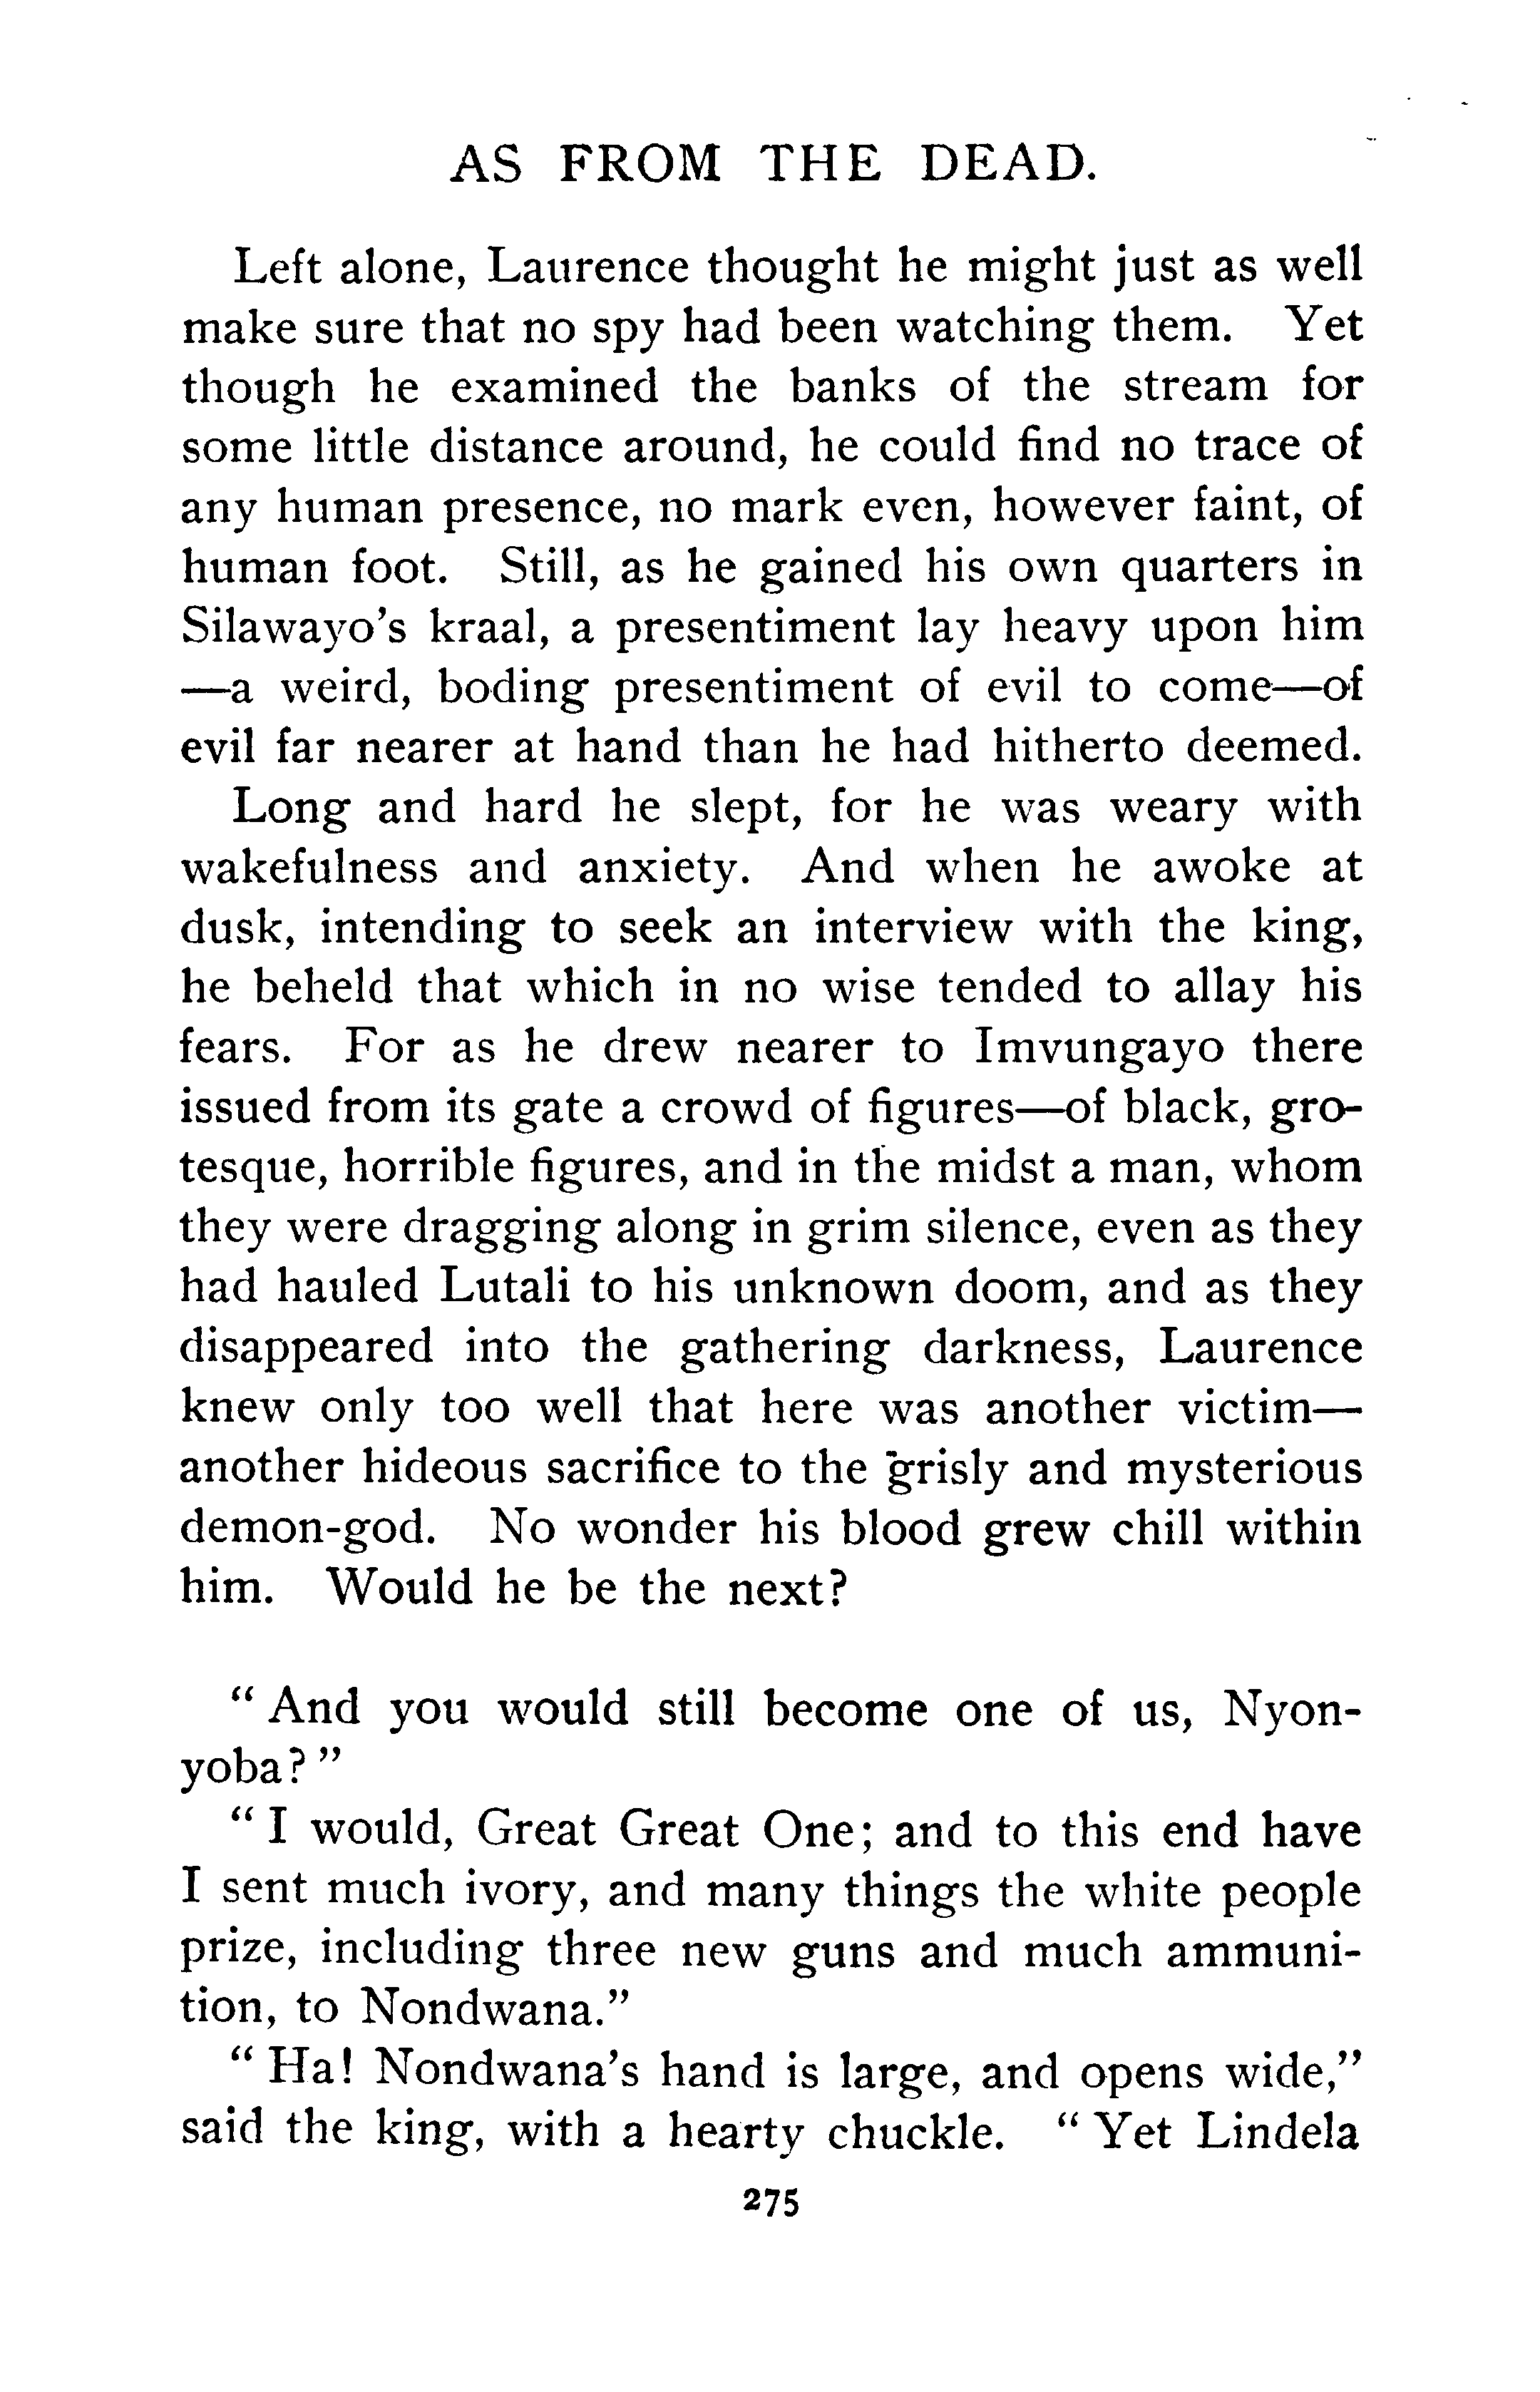 AS FROM THE DEAD.
Left alone, Laurence thought he might just as well
make sure that no spy had been watching them. Yet
though he examined the banks of the stream for
some little distance around, he could find no trace of
any human presence, no mark even, however faint, of
human foot. Still, as he gained his own quarters in
Silawayo's kraal, a presentiment lay heavy upon him
—a weird, boding presentiment of evil to come—of
evil far nearer at hand than he had hitherto deemed.
Long and hard he slept, for he was weary with
wakefulness and anxiety. And when he awoke at
dusk, intending to seek an interview with the king,
he beheld that which in no wise tended to allay his
fears. For as he drew nearer to Imvungayo there
issued from its gate a crowd of figures—of black, gro-
tesque, horrible figures, and in the midst a man, whom
they were dragging along in grim silence, even as they
had hauled Lutali to his unknown doom, and as they
disappeared into the gathering darkness, Laurence
knew only too well that here was another victim—
another hideous sacrifice to the grisly and mysterious
demon-god. No wonder his blood grew chill within
him. Would he be the next?
"And you would still become one of us, Nyon-
yoba?"
"I would, Great Great One; and to this end have
I sent much ivory, and many things the white people
prize, including three new guns and much ammuni-
tion, to Nondwana."
"Ha! Nondwana's hand is large, and opens wide,"
said the king, with a hearty chuckle. "Yet Lindela
275